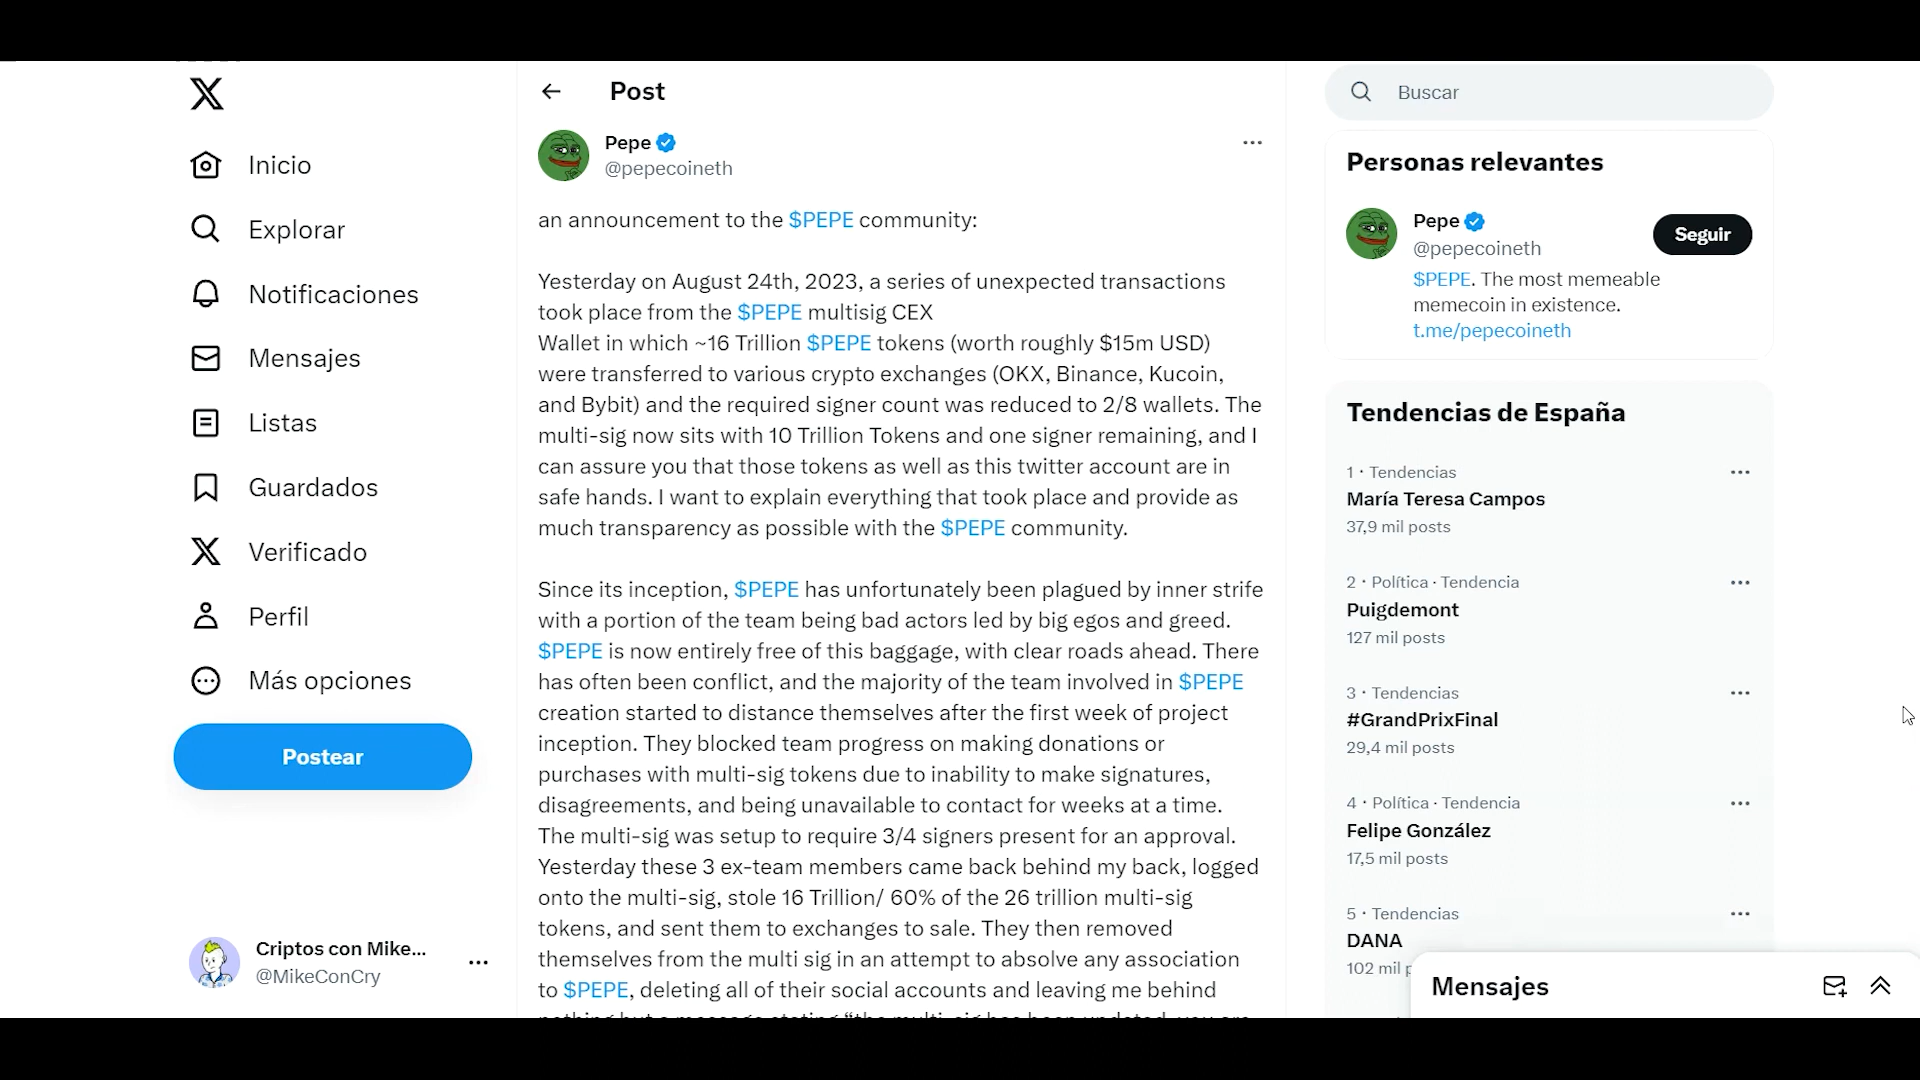 Inicio
Explorar
Notificaciones
Mensajes
Listas
Guardados
Verificado
Perfil
Más opciones
Postear
Criptos con Mike...
@MikeConCry
Post
Pepe
@pepecoineth
an announcement to the $PEPE community:
Yesterday on August 24th, 2023, a series of unexpected transactions
took place from the $PEPE multisig CEX
Wallet in which ~16 Trillion $PEPE tokens (worth roughly $15m USD)
were transferred to various crypto exchanges (OKX, Binance, Kucoin,
and Bybit) and the required signer count was reduced to 2/8 wallets. The
multi-sig now sits with 10 Trillion Tokens and one signer remaining, and I
can assure you that those tokens as well as this twitter account are in
safe hands. I want to explain everything that took place and provide as
much transparency as possible with the $PEPE community.
Since its inception, $PEPE has unfortunately been plagued by inner strife
with a portion of the team being bad actors led by big egos and greed.
$PEPE is now entirely free of this baggage, with clear roads ahead. There
has often been conflict, and the majority of the team involved in $PEPE
creation started to distance themselves after the first week of project
inception. They blocked team progress on making donations or
purchases with multi-sig tokens due to inability to make signatures,
disagreements, and being unavailable to contact for weeks at a time.
The multi-sig was setup to require 3/4 signers present for an approval.
Yesterday these 3 ex-team members came back behind my back, logged
onto the multi-sig, stole 16 Trillion/ 60% of the 26 trillion multi-sig
tokens, and sent them to exchanges to sale. They then removed
themselves from the multi sig in an attempt to absolve any association
to $PEPE, deleting all of their social accounts and leaving me behind
nothing but a message stating “the multi-sig has been updated, you are
Buscar
Personas relevantes
Pepe
@pepecoineth
Seguir
$PEPE. The most memeable
memecoin in existence.
t.me/pepecoineth
Tendencias de España
1 · Tendencias
María Teresa Campos
37,9 mil posts
2 · Política · Tendencia
Puigdemont
127 mil posts
3 · Tendencias
#GrandPrixFinal
29,4 mil posts
4 · Política · Tendencia
Felipe González
17,5 mil posts
5 · Tendencias
DANA
102 mil
Mensajes